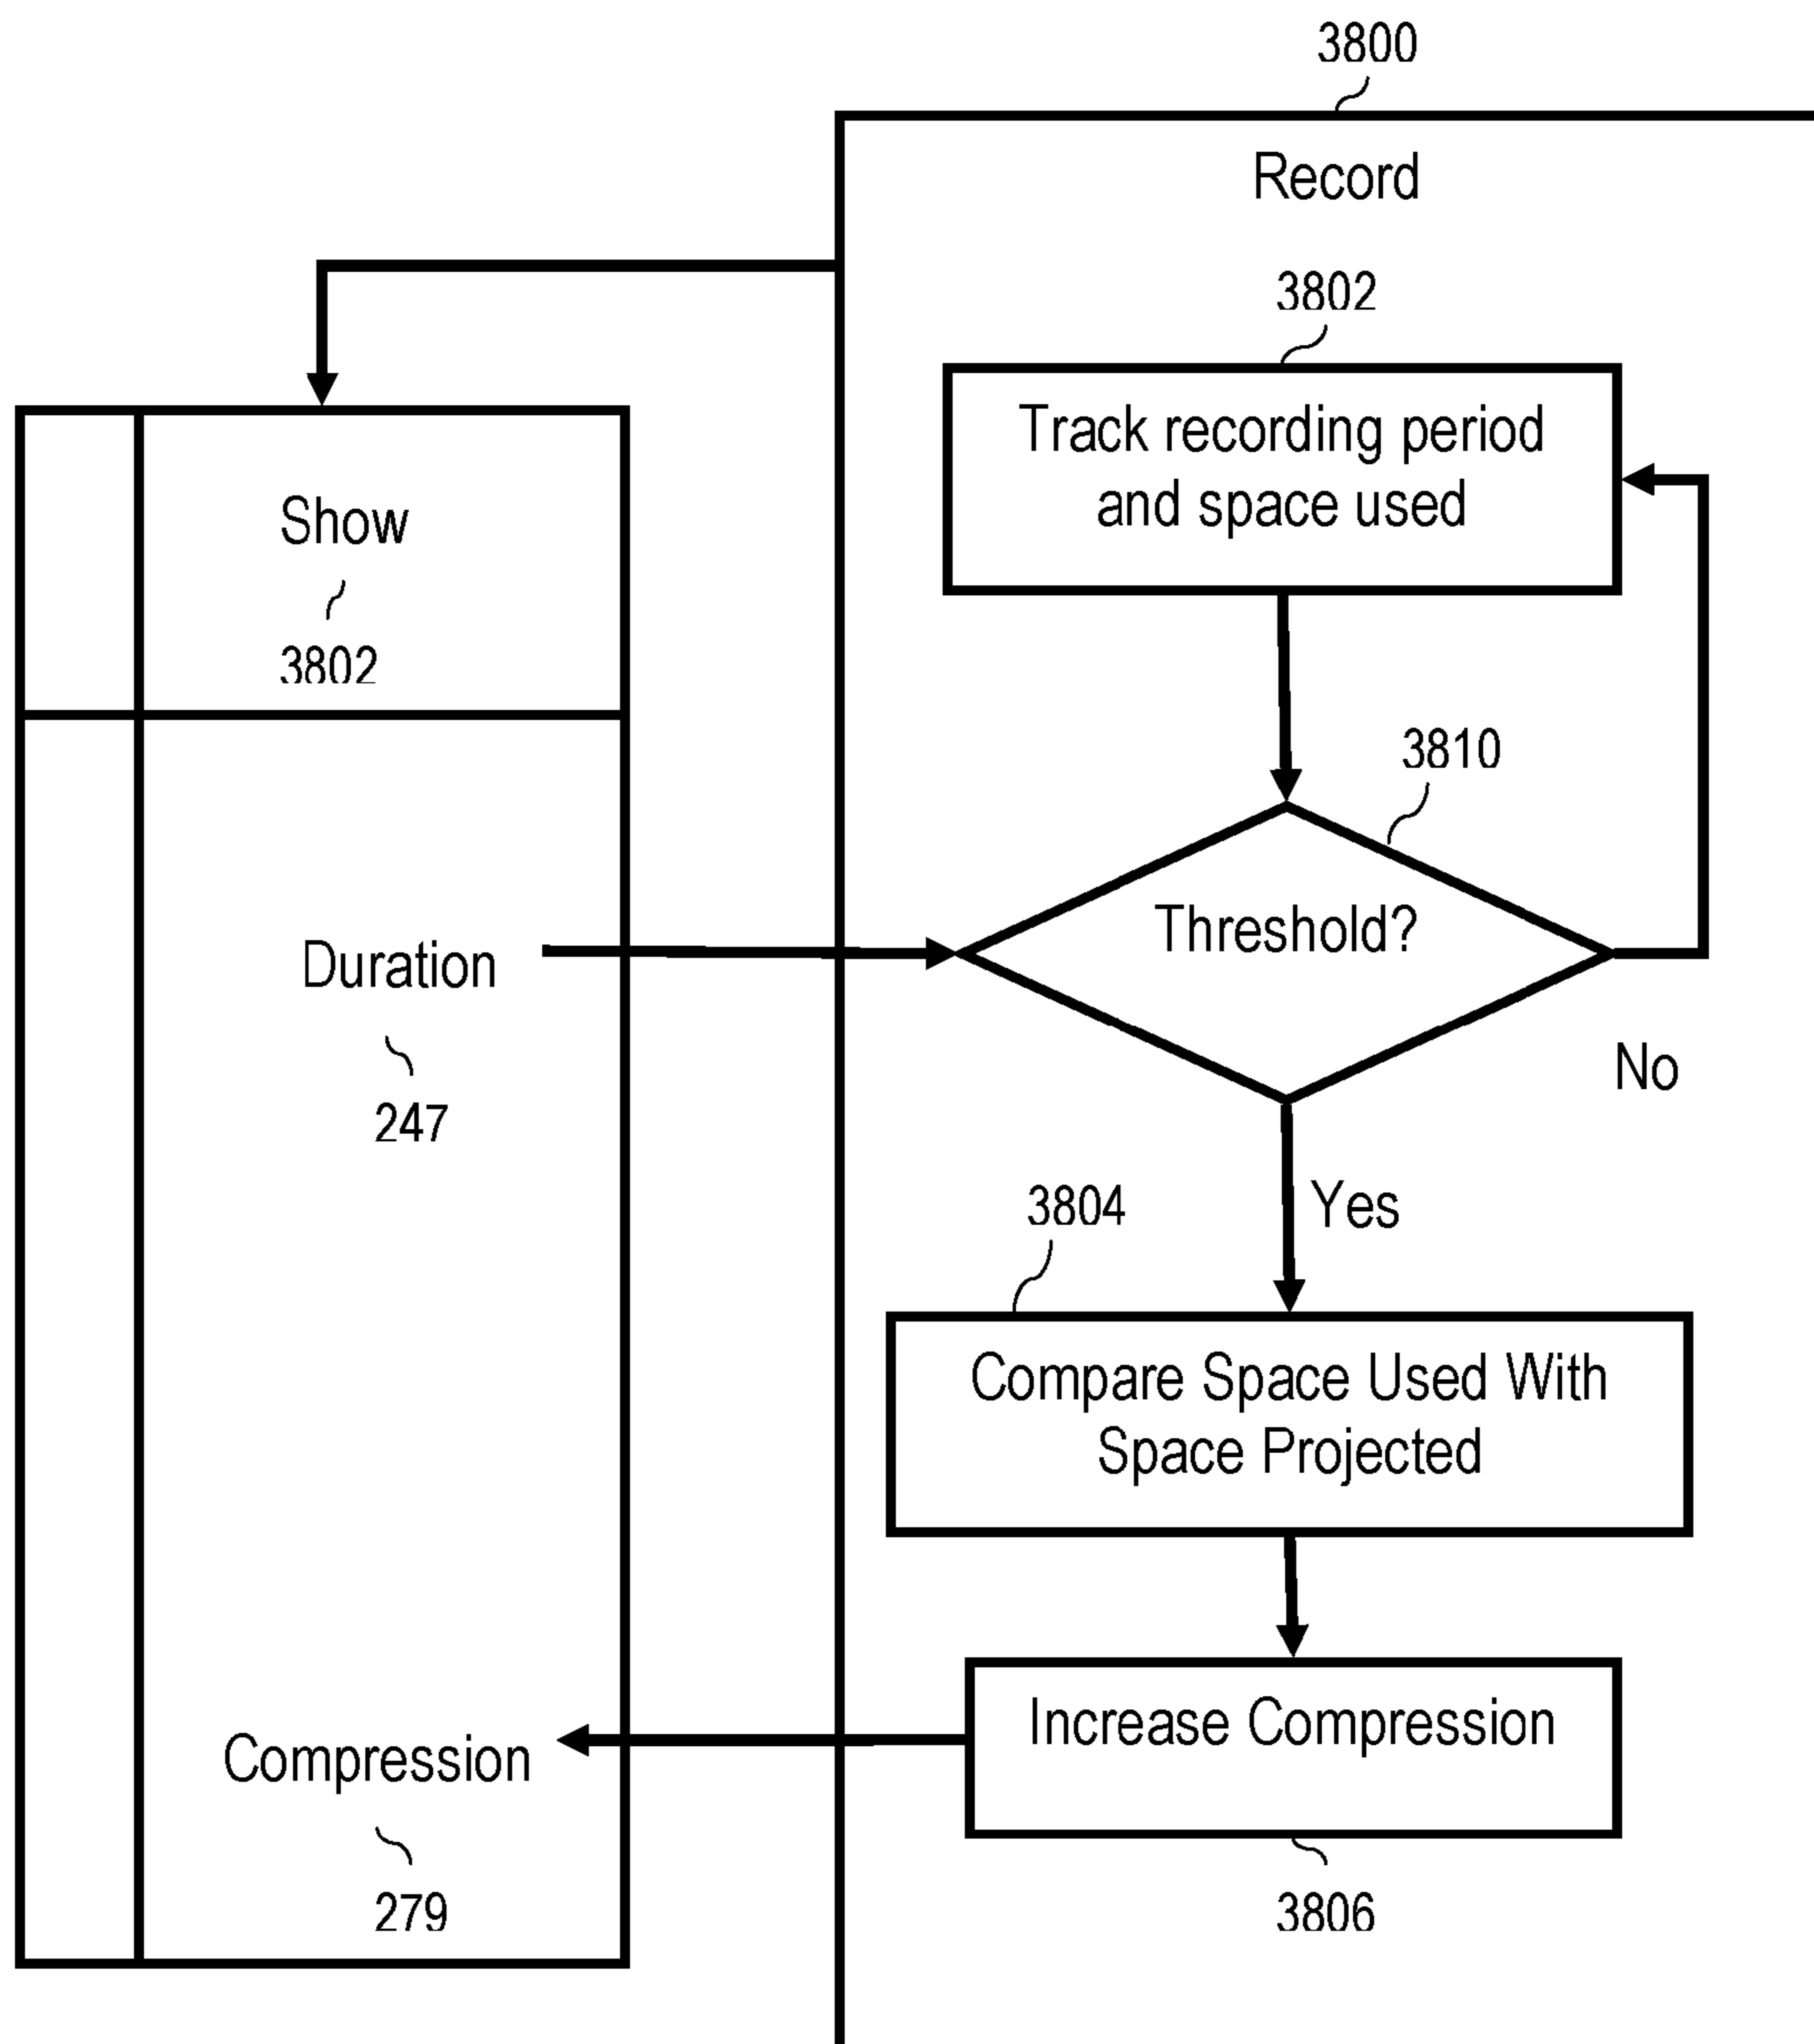 3800
Record
3802
Track recording period
and space used
Show
3802
3810
Threshold?
Duration
247
No
Yes
3804
Compare Space Used With
Space Projected
Increase Compression
Compression
279
3806